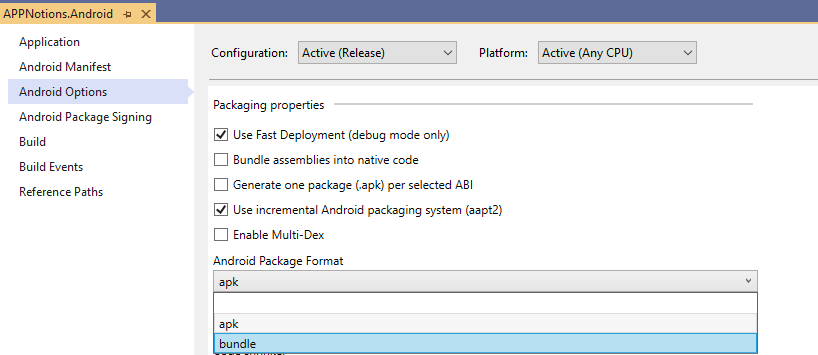 APPNotions.Android
Application
Android Manifest
Android Options
Android Package Signing
Build
Build Events
Reference Paths
Configuration: Active (Release) Platform: Active (Any CPU)
Packaging properties
Use Fast Deployment (debug mode only)
Bundle assemblies into native code
Generate one package (.apk) per selected ABI
Use incremental Android packaging system (aapt2)
Enable Multi-Dex
Android Package Format
apk
apk
bundle